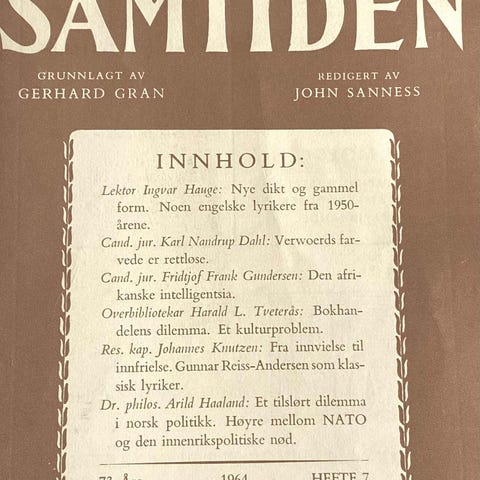 SAMTIDEN
GRUNNLAGT AV
GERHARD GRAN
REDIGERT AV
JOHN SANNESS
INNHOLD:
Lektor Ingvar Hauge: Nye dikt og gammel
form. Noen engelske lyrikere fra 1950-
årene.
Cand. jur. Karl Nandrup Dahl: Verwoerds far-
vede er rettløse.
Cand. jur. Fridtjof Frank Gundersen: Den afri-
kanske intelligentsia.
Overbibliotekar Harald L. Tveterås: Bokhan-
delens dilemma. Et kulturproblem.
Res. kap. Johannes Knutzen: Fra innvielse til
innfrielse. Gunnar Reiss-Andersen som klas-
sisk lyriker.
Dr. philos. Arild Haaland: Et tilslørt dilemma
i norsk politikk. Høyre mellom NATO
og den innenrikspolitiske nød.
73. År 1964 HEFTE 7